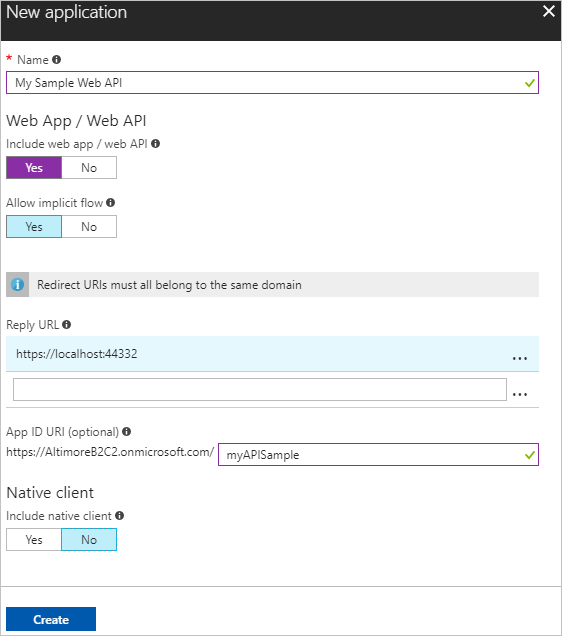 New application
* Name
My Sample Web API
Web App / Web API
Include web app / web API
Yes No
Allow implicit flow
Yes No
Redirect URIs must all belong to the same domain
Reply URL
https://localhost:44332 ...
...
App ID URI (optional)
https://AltimoreB2C2.onmicrosoft.com/ myAPISample
Native client
Include native client
Yes No
Create